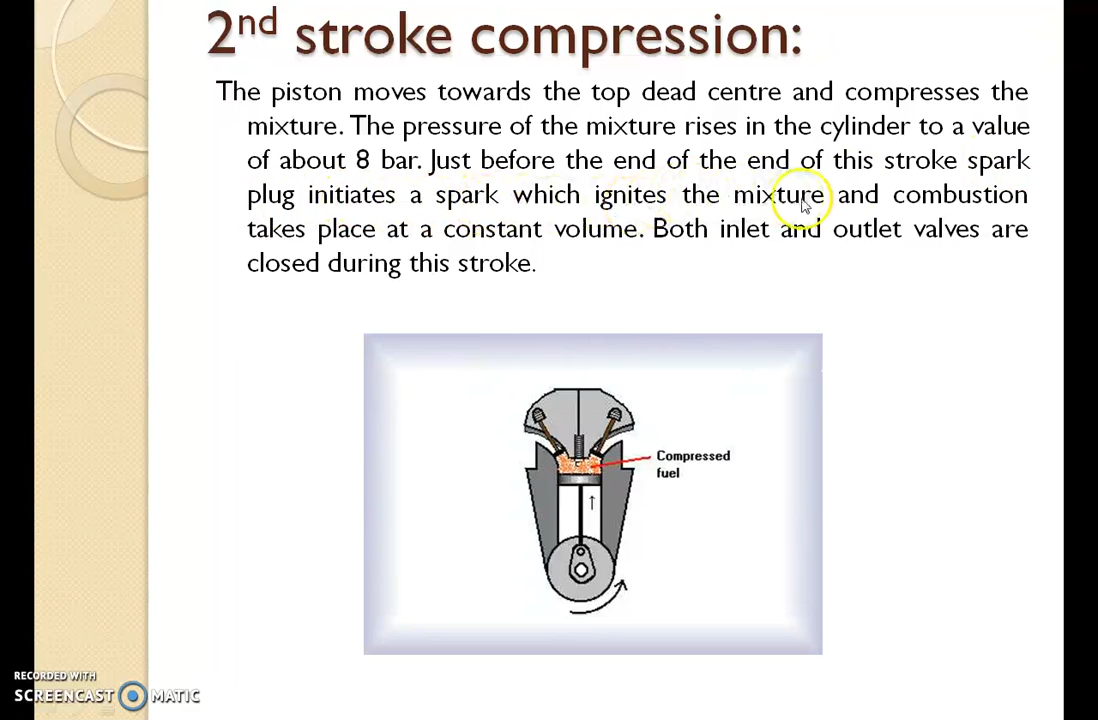 2nd stroke compression:
The piston moves towards the top dead centre and compresses the
mixture. The pressure of the mixture rises in the cylinder to a value
of about 8 bar. Just before the end of the end of this stroke spark
plug initiates a spark which ignites the mixture and combustion
takes place at a constant volume. Both inlet and outlet valves are
closed during this stroke.
Compressed
fuel
RECORDED WITH
SCREENCAST MATIC